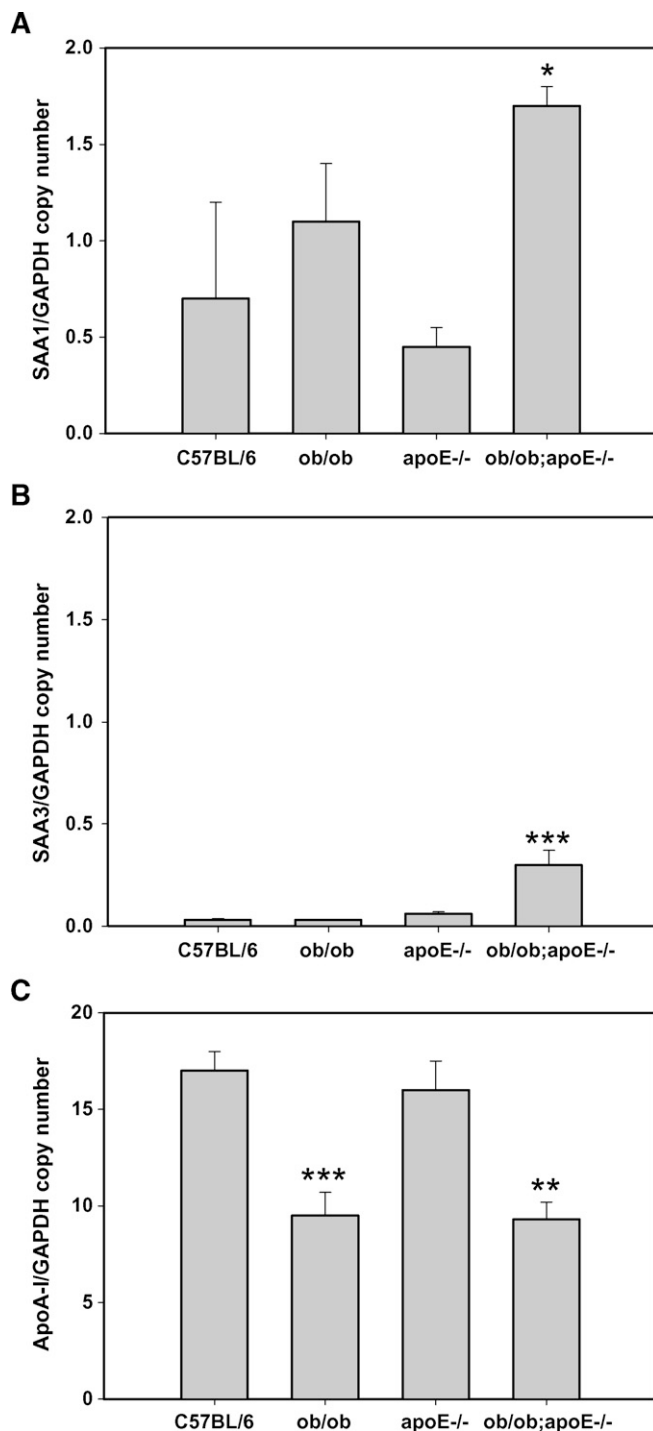 A
SAA1/GAPDH copy number
2.0
1.5
1.0
0.5
0.0
*
C57BL/6 ob/ob apoE-/- ob/ob;apoE-/-
B
SAA3/GAPDH copy number
2.0
1.5
1.0
0.5
0.0
***
C57BL/6 ob/ob apoE-/- ob/ob;apoE-/-
C
ApoA-I/GAPDH copy number
20
15
10
5
0
*** **
C57BL/6 ob/ob apoE-/- ob/ob;apoE-/-